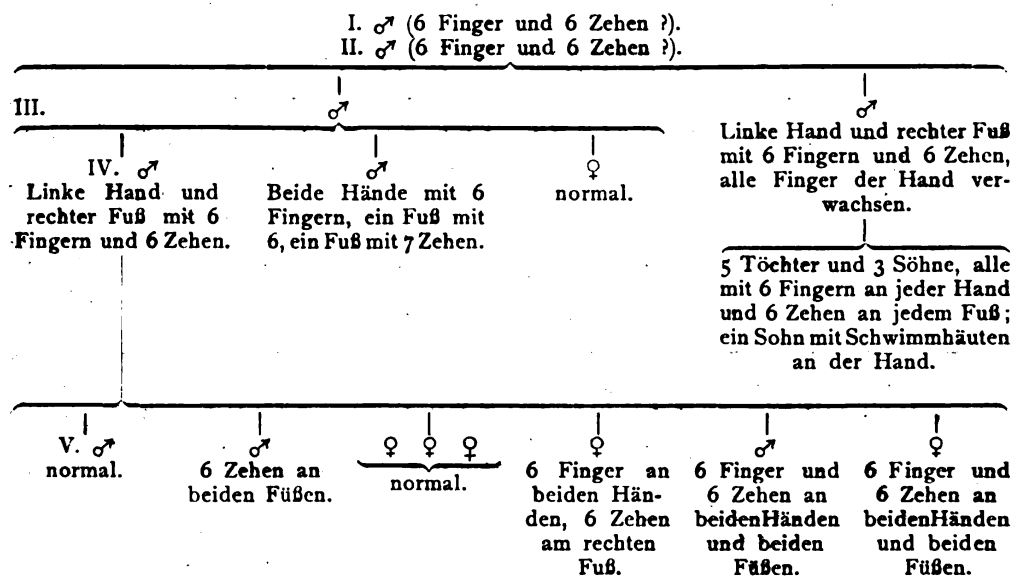 I. ♂ (6 Finger und 6 Zehen ?).
II. ♂ (6 Finger und 6 Zehen ?).
III. ♂ ♂
Linke Hand und rechter Fuß
mit 6 Fingern und 6 Zehen,
alle Finger der Hand ver-
wachsen.
IV. ♂
Linke Hand und
rechter Fuß mit 6
Fingern und 6 Zehen.
♂
Beide Hände mit 6
Fingern, ein Fuß mit
6, ein Fuß mit 7 Zehen.
♀
normal.
5 Töchter und 3 Söhne, alle
mit 6 Fingern an jeder Hand
und 6 Zehen an jedem Fuß;
ein Sohn mit Schwimmhäuten
an der Hand.
V. ♂
normal.
♂
6 Zehen an
beiden Füßen.
♀ ♀ ♀
normal.
♀
6 Finger an
beiden Hän-
den, 6 Zehen
am rechten
Fuß.
♂
6 Finger und
6 Zehen an
beiden Händen
und beiden
Füßen.
♀
6 Finger und
6 Zehen an
beiden Händen
und beiden
Füßen.